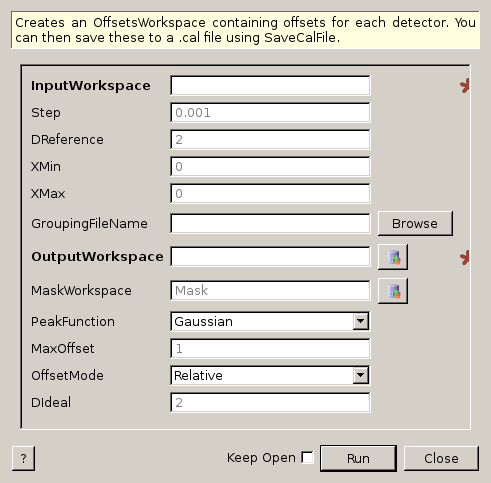 Creates an OffsetsWorkspace containing offsets for each detector. You
can then save these to a .cal file using SaveCalFile.
InputWorkspace
Step 0.001
DReference 2
XMin 0
XMax 0
GroupingFileName Browse
OutputWorkspace
MaskWorkspace Mask
PeakFunction Gaussian
MaxOffset 1
OffsetMode Relative
DIdeal 2
? Keep Open Run Close